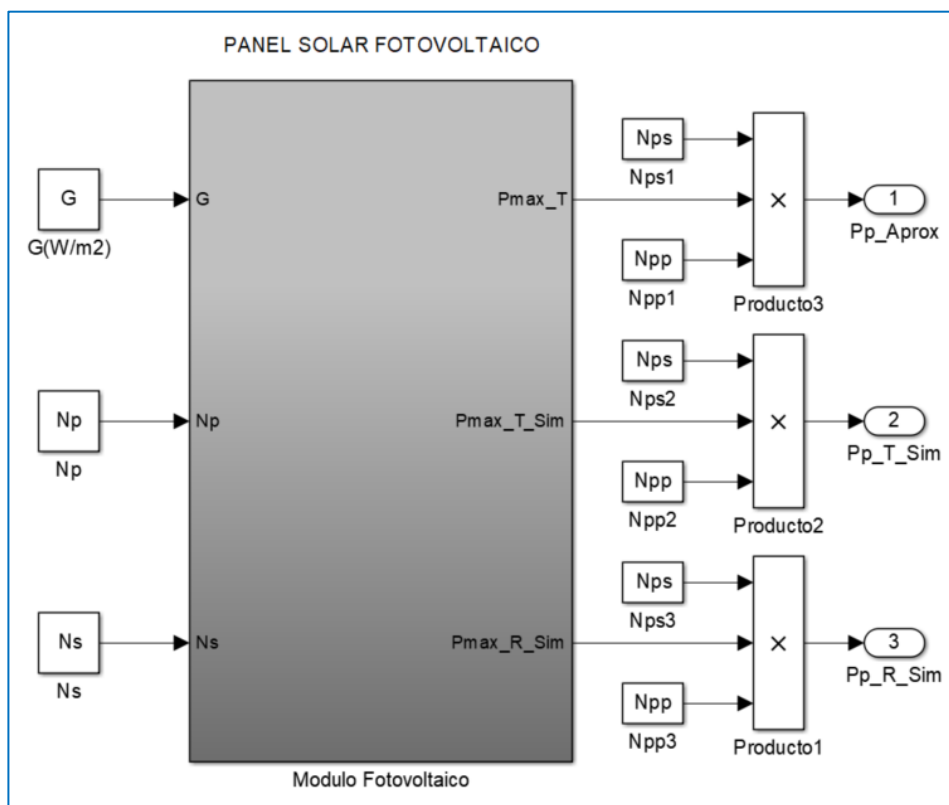 PANEL SOLAR FOTOVOLTAICO
G
G(W/m2)
Np
Np
Ns
Ns
G
Np
Ns
Pmax_T
Pmax_T_Sim
Pmax_R_Sim
Modulo Fotovoltaico
Nps
Nps1
Npp
Npp1
×
Producto3
1
Pp_Aprox
Nps
Nps2
Npp
Npp2
×
Producto2
2
Pp_T_Sim
Nps
Nps3
Npp
Npp3
×
Producto1
3
Pp_R_Sim